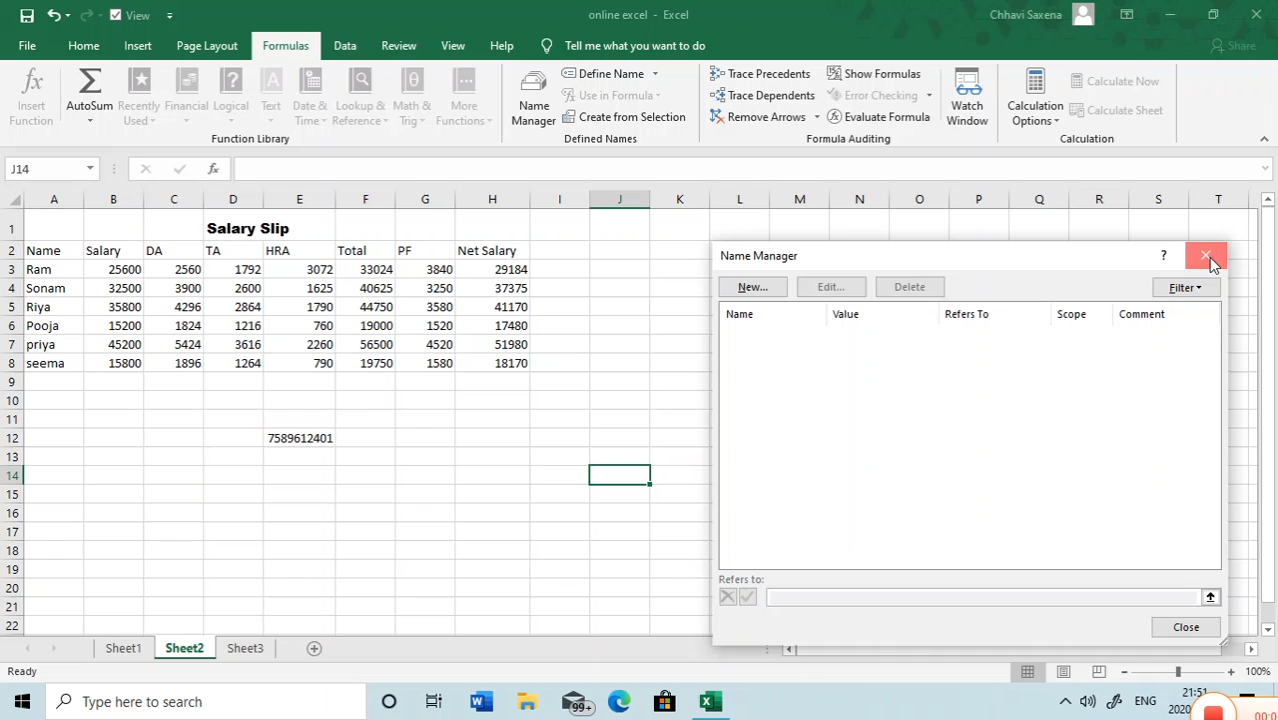 View
online excel - Excel
Chhavi Saxena
File Home Insert Page Layout Formulas Data Review View Help Tell me what you want to do Share
Insert Function
AutoSum
Recently Used
Financial
Logical
Text
Date & Time
Lookup & Reference
Math & Trig
More Functions
Function Library
Name Manager
Define Name
Use in Formula
Create from Selection
Defined Names
Trace Precedents
Trace Dependents
Remove Arrows
Show Formulas
Error Checking
Evaluate Formula
Formula Auditing
Watch Window
Calculation Options
Calculate Now
Calculate Sheet
Calculation
J14 fx
A B C D E F G H I J K L M N O P Q R S T
1 Salary Slip
2 Name Salary DA TA HRA Total PF Net Salary
3 Ram 25600 2560 1792 3072 33024 3840 29184
4 Sonam 32500 3900 2600 1625 40625 3250 37375
5 Riya 35800 4296 2864 1790 44750 3580 41170
6 Pooja 15200 1824 1216 760 19000 1520 17480
7 priya 45200 5424 3616 2260 56500 4520 51980
8 seema 15800 1896 1264 790 19750 1580 18170
9
10
11
12 7589612401
13
14
15
16
17
18
19
20
21
22
Name Manager ?
New... Edit... Delete Filter
Name Value Refers To Scope Comment
Refers to:
Close
Sheet1 Sheet2 Sheet3
Ready
100%
Type here to search
99+
ENG
21:51
2020
00:0